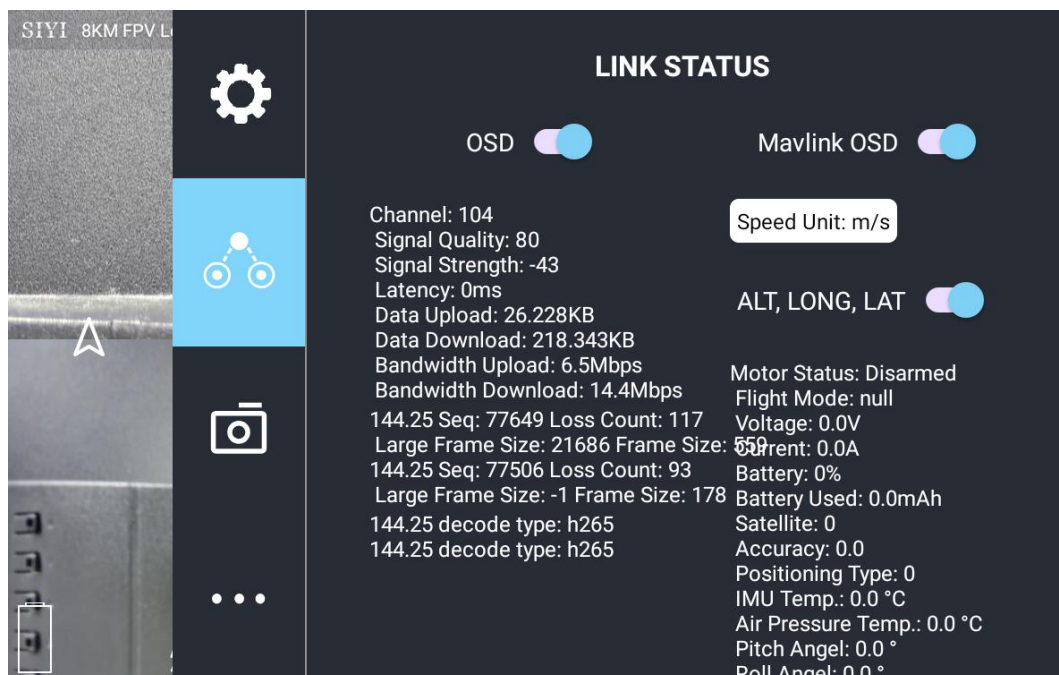 SIYI 8KM FPV
LINK STATUS
OSD
Mavlink OSD
Channel: 104
Signal Quality: 80
Signal Strength: -43
Latency: 0ms
Data Upload: 26.228KB
Data Download: 218.343KB
Bandwidth Upload: 6.5Mbps
Bandwidth Download: 14.4Mbps
144.25 Seq: 77649 Loss Count: 117
Large Frame Size: 21686 Frame Size: 559
144.25 Seq: 77506 Loss Count: 93
Large Frame Size: -1 Frame Size: 178
144.25 decode type: h265
144.25 decode type: h265
Speed Unit: m/s
ALT, LONG, LAT
Motor Status: Disarmed
Flight Mode: null
Voltage: 0.0V
Current: 0.0A
Battery: 0%
Battery Used: 0.0mAh
Satellite: 0
Accuracy: 0.0
Positioning Type: 0
IMU Temp.: 0.0 °C
Air Pressure Temp.: 0.0 °C
Pitch Angel: 0.0 °
Roll Angel: 0.0 °